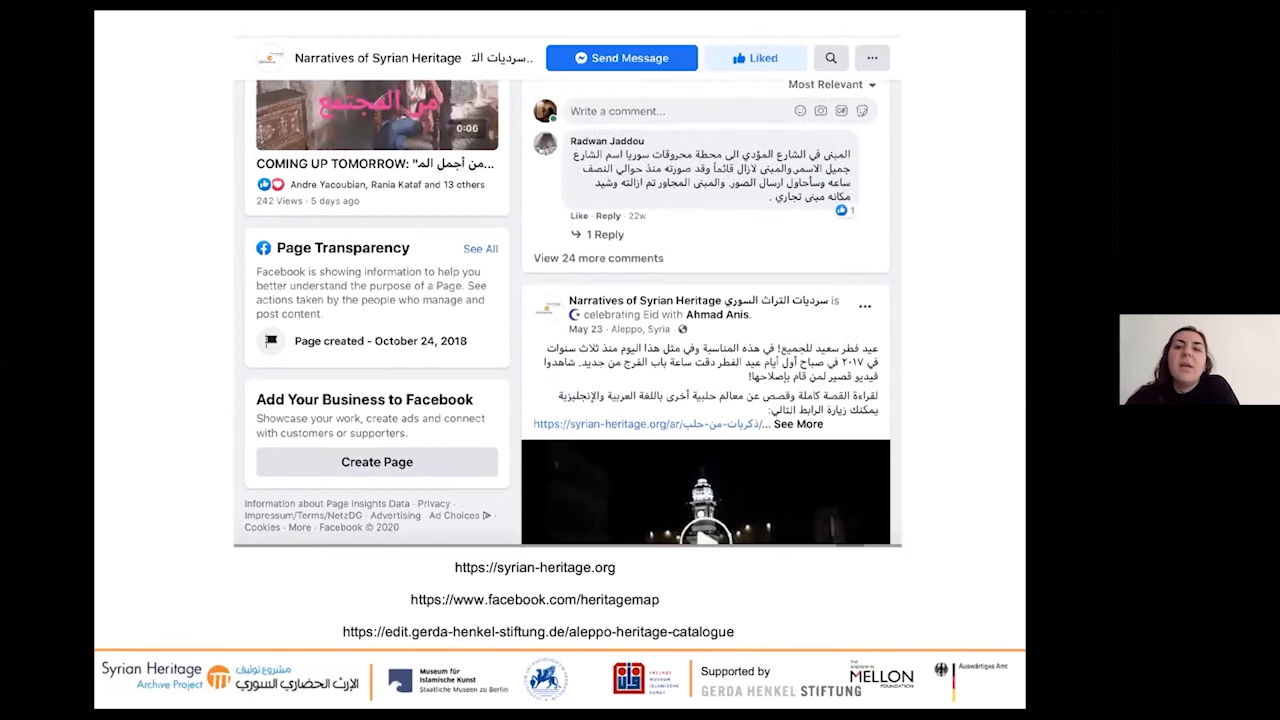 Narratives of Syrian Heritage سرديات الت..
Send Message
Liked
من المجتمع
0:06
COMING UP TOMORROW: "من أجمل الم...
Andre Yacoubian, Rania Kataf and 13 others
242 Views · 5 days ago
Page Transparency
See All
Facebook is showing information to help you
better understand the purpose of a Page. See
actions taken by the people who manage and
post content.
Page created - October 24, 2018
Add Your Business to Facebook
Showcase your work, create ads and connect
with customers or supporters.
Create Page
Information about Page Insights Data · Privacy ·
Impressum/Terms/NetzDG · Advertising · Ad Choices ·
Cookies · More · Facebook © 2020
Most Relevant
Write a comment...
GIF
Radwan Jaddou
المبنى في الشارع المؤدي الى محطة محروقات سوريا اسم الشارع
جميل الاسمر.والمبنى لازال قائماً وقد صورته منذ حوالي النصف
ساعه وسأحاول ارسال الصور. والمبنى المجاور تم ازالته وشيد
مكانه مبنى تجاري .
1
Like · Reply · 22w
1 Reply
View 24 more comments
Narratives of Syrian Heritage سرديات التراث السوري is
celebrating Eid with Ahmad Anis.
May 23 · Aleppo, Syria ·
عيد فطر سعيد للجميع! في هذه المناسبة وفي مثل هذا اليوم منذ ثلاث سنوات
في ٢٠١٧ في صباح أول أيام عيد الفطر دقت ساعة باب الفرج من جديد. شاهدوا
فيديو قصير لمن قام بإصلاحها!
لقراءة القصة كاملة وقصص عن معالم حلبية أخرى باللغة العربية والإنجليزية
يمكنك زيارة الرابط التالي:
https://syrian-heritage.org/ar/ذكريات-من-حلب/... See More
https://syrian-heritage.org
https://www.facebook.com/heritagemap
https://edit.gerda-henkel-stiftung.de/aleppo-heritage-catalogue
Syrian Heritage
Archive Project
مشروع توثيق
الإرث الحضاري السوري
Museum für
Islamische Kunst
Staatliche Museen zu Berlin
FREUNDE
MUSEUM ISLAMISCHE
KUNST
Supported by
GERDA HENKEL STIFTUNG
THE
ANDREW W.
MELLON
FOUNDATION
Auswärtiges Amt